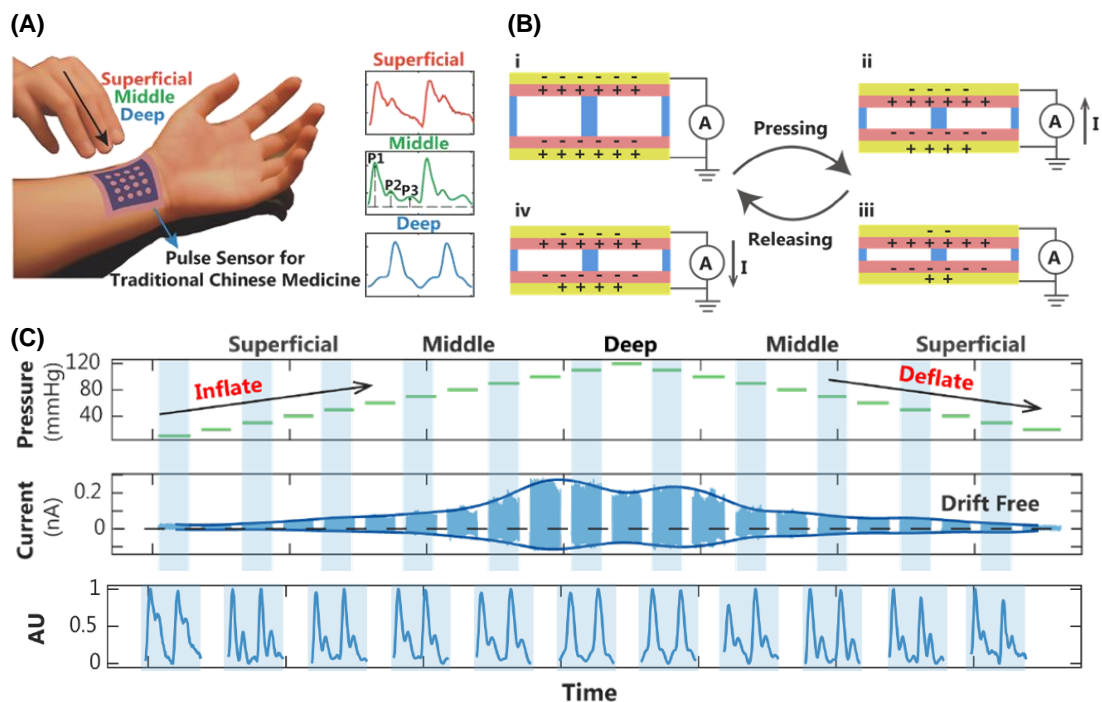 (A)
Superficial
Middle
Deep
Pulse Sensor for
Traditional Chinese Medicine
Superficial
Middle
P1
P2
P3
Deep
(B)
i
- - - - - -
+ + + + + +
- - - - - -
+ + + + + +
A
Pressing
Releasing
ii
- - - -
+ + + + + +
- - - - - -
+ + + +
A
I
iv
- - - -
+ + + + + +
- - - - - -
+ + + + +
A
I
iii
- -
+ + + + + +
- - - - - -
+ +
A
(C)
Superficial Middle Deep Middle Superficial
Pressure
(mmHg)
120
80
40
Inflate
Deflate
Current
(nA)
0.2
0
Drift Free
AU
1
0.5
0
Time